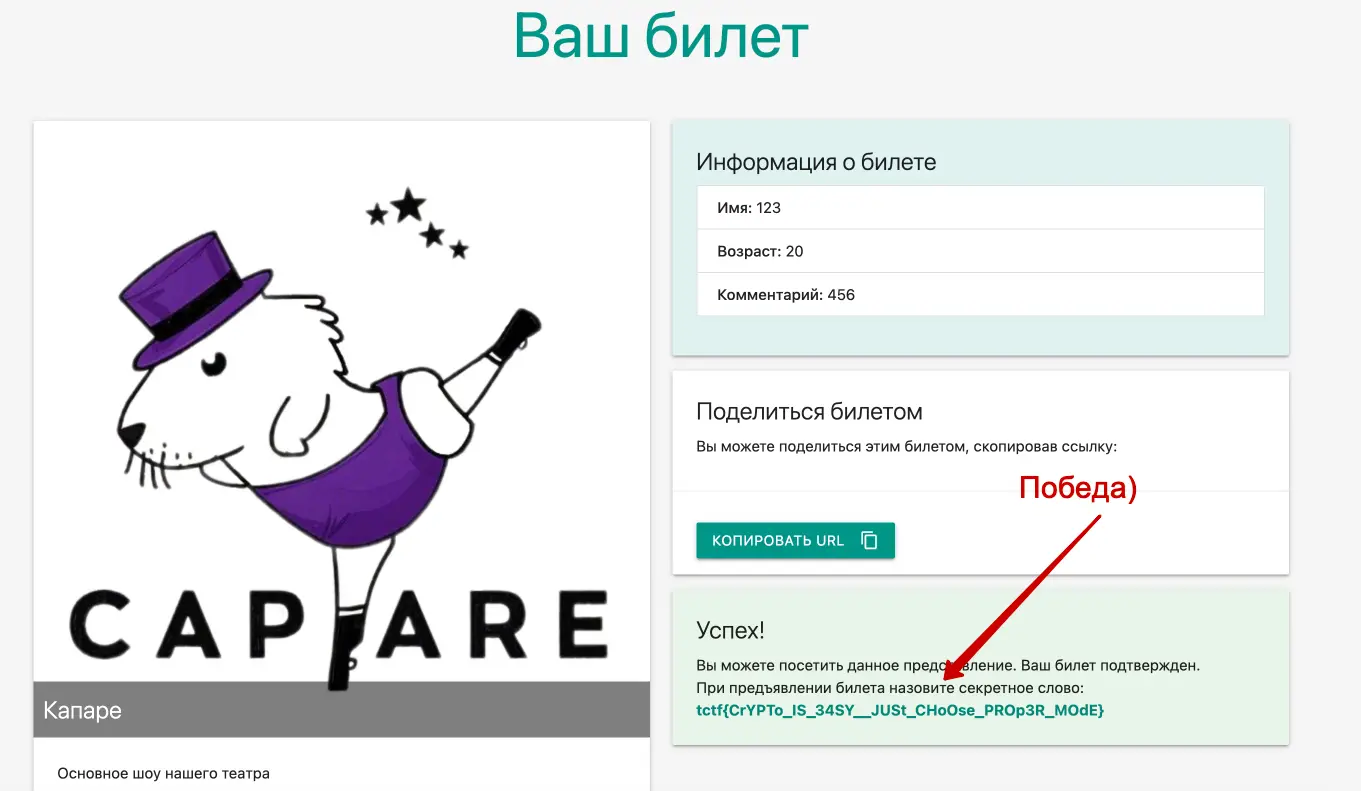 Ваш билет
CAP ARE
Капаре
Основное шоу нашего театра
Информация о билете
Имя: 123
Возраст: 20
Комментарий: 456
Поделиться билетом
Вы можете поделиться этим билетом, скопировав ссылку:
Победа)
КОПИРОВАТЬ URL
Успех!
Вы можете посетить данное представление. Ваш билет подтвержден.
При предъявлении билета назовите секретное слово:
tctf{CrYPTo_IS_34SY__JUSt_CHoOse_PROp3R_MOdE}